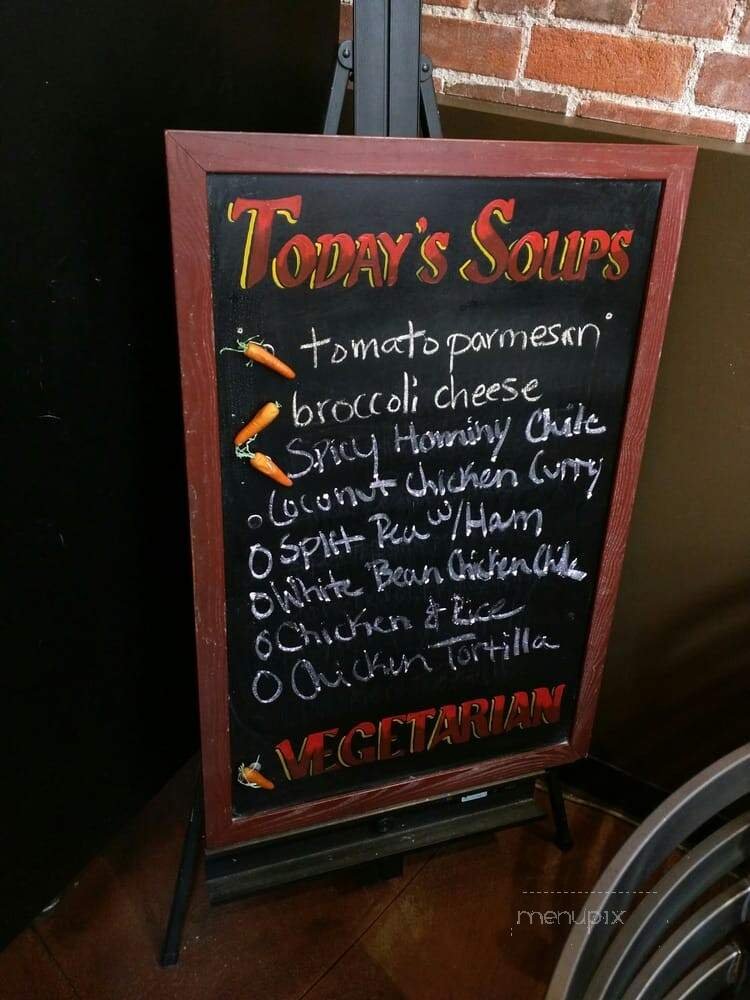 TODAY'S SOUPS
tomato parmesan
broccoli cheese
Spicy Hominy Chile
Coconut Chicken Curry
Split Pea w/Ham
White Bean Chicken Chile
Chicken & Rice
Chicken Tortilla
VEGETARIAN
menupix